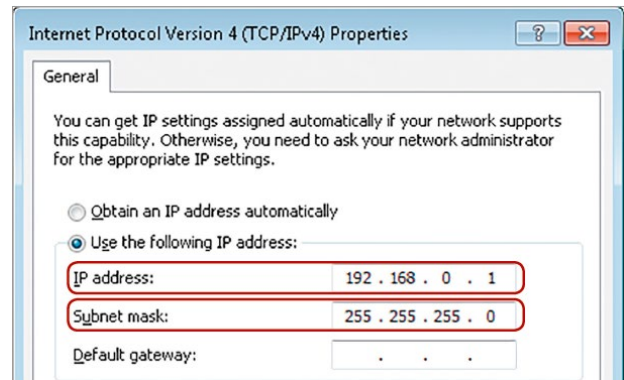 Internet Protocol Version 4 (TCP/IPv4) Properties
General
You can get IP settings assigned automatically if your network supports
this capability. Otherwise, you need to ask your network administrator
for the appropriate IP settings.
Obtain an IP address automatically
Use the following IP address:
IP address: 192 . 168 . 0 . 1
Subnet mask: 255 . 255 . 255 . 0
Default gateway: . . .